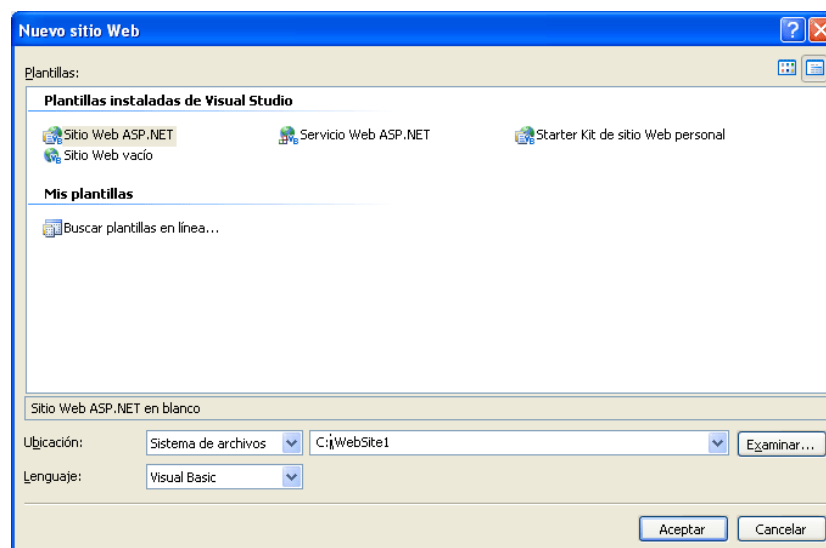 Nuevo sitio Web
Plantillas:
Plantillas instaladas de Visual Studio
Sitio Web ASP.NET Servicio Web ASP.NET Starter Kit de sitio Web personal
Sitio Web vacío
Mis plantillas
Buscar plantillas en línea...
Sitio Web ASP.NET en blanco
Ubicación: Sistema de archivos C:\WebSite1 Examinar...
Lenguaje: Visual Basic
Aceptar Cancelar